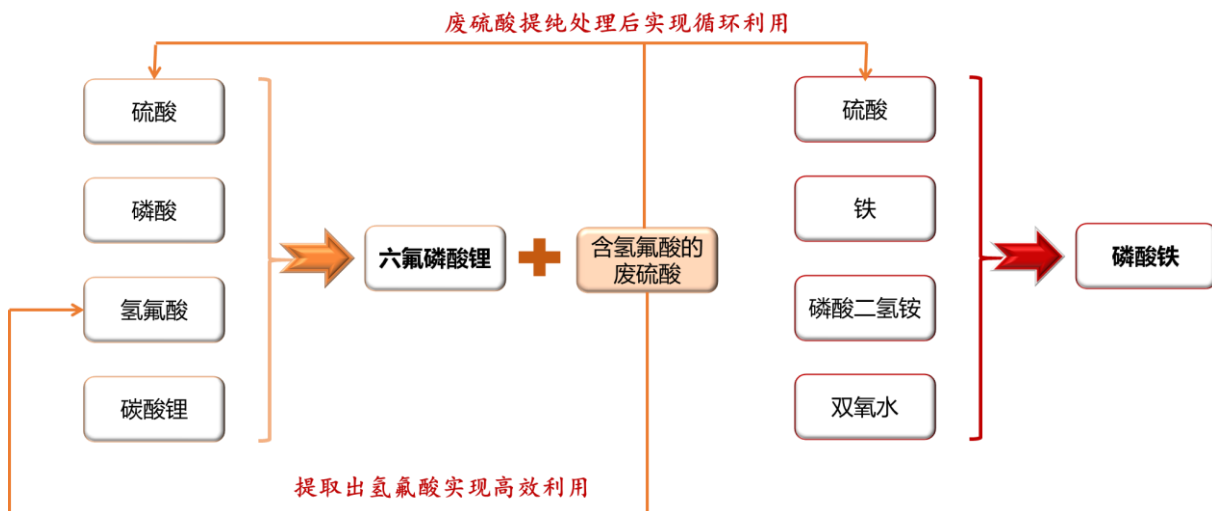 废硫酸提纯处理后实现循环利用
硫酸
磷酸
氢氟酸
碳酸锂
六氟磷酸锂
含氢氟酸的
废硫酸
硫酸
铁
磷酸二氢铵
双氧水
磷酸铁
提取出氢氟酸实现高效利用